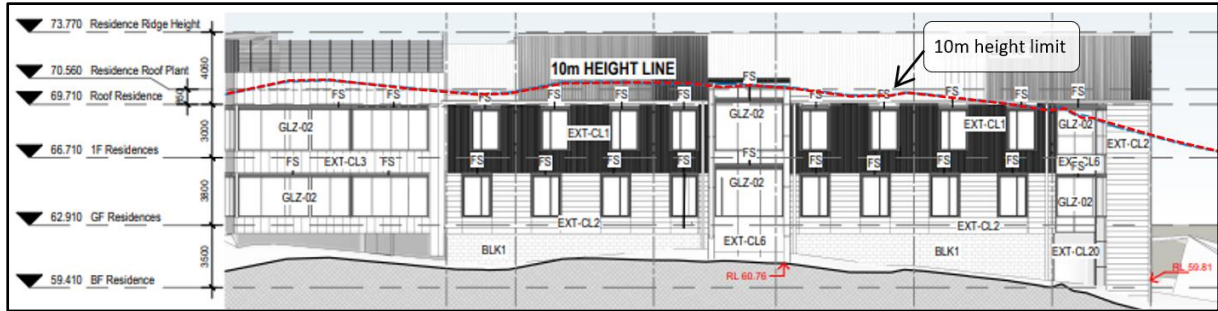 73.770 Residence Ridge Height
4060
10m height limit
70.560 Residence Roof Plant
10m HEIGHT LINE
FS
69.710 Roof Residence
FS FS FS FS FS FS FS FS FS FS FS
FS
GLZ-02 EXT-CL1 GLZ-02 EXT-CL1 GLZ-02
3000
EXT-CL2
66.710 1F Residences
FS EXT-CL3 FS FS FS FS FS FS FS FS FS FS EXT-CL6
FS
GLZ-02 GLZ-02 GLZ-02
3800
62.910 GF Residences
EXT-CL2 EXT-CL2
BLK1 EXT-CL6 BLK1 EXT-CL20
3500
RL 60.76 RL 59.81
59.410 BF Residence